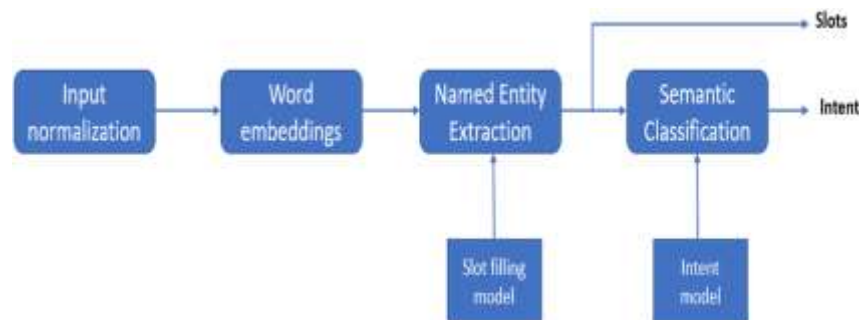 Slots
Input
normalization
Word
embeddings
Named Entity
Extraction
Semantic
Classification
Intent
Slot filling
model
Intent
model